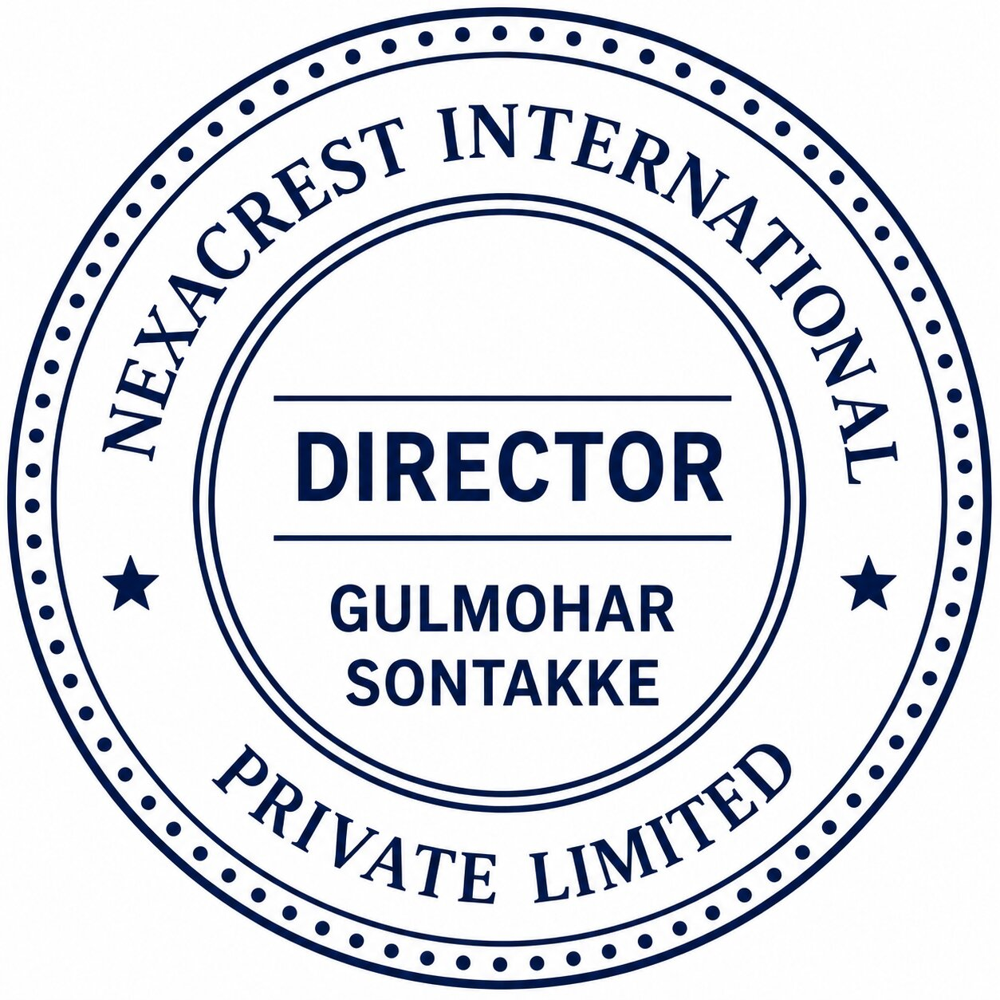 NEXACREST INTERNATIONAL
DIRECTOR
GULMOHAR
SONTAKKE
PRIVATE LIMITED